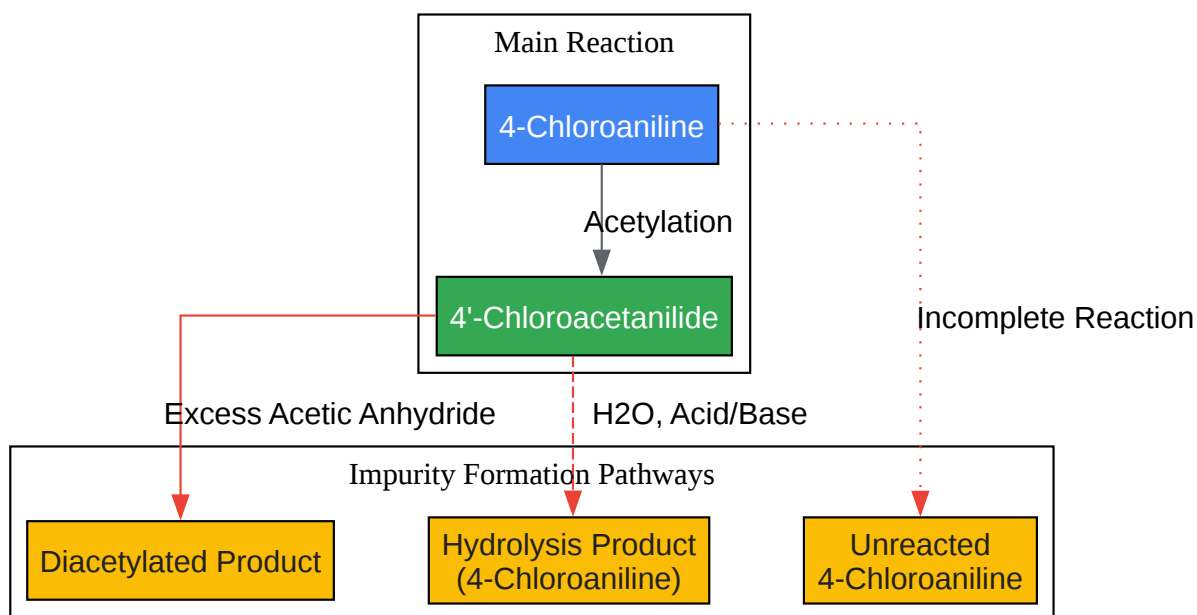 Main Reaction
4-Chloroaniline
Acetylation
4'-Chloroacetanilide
Incomplete Reaction
Excess Acetic Anhydride
H2O, Acid/Base
Impurity Formation Pathways
Diacetylated Product
Hydrolysis Product
(4-Chloroaniline)
Unreacted
4-Chloroaniline